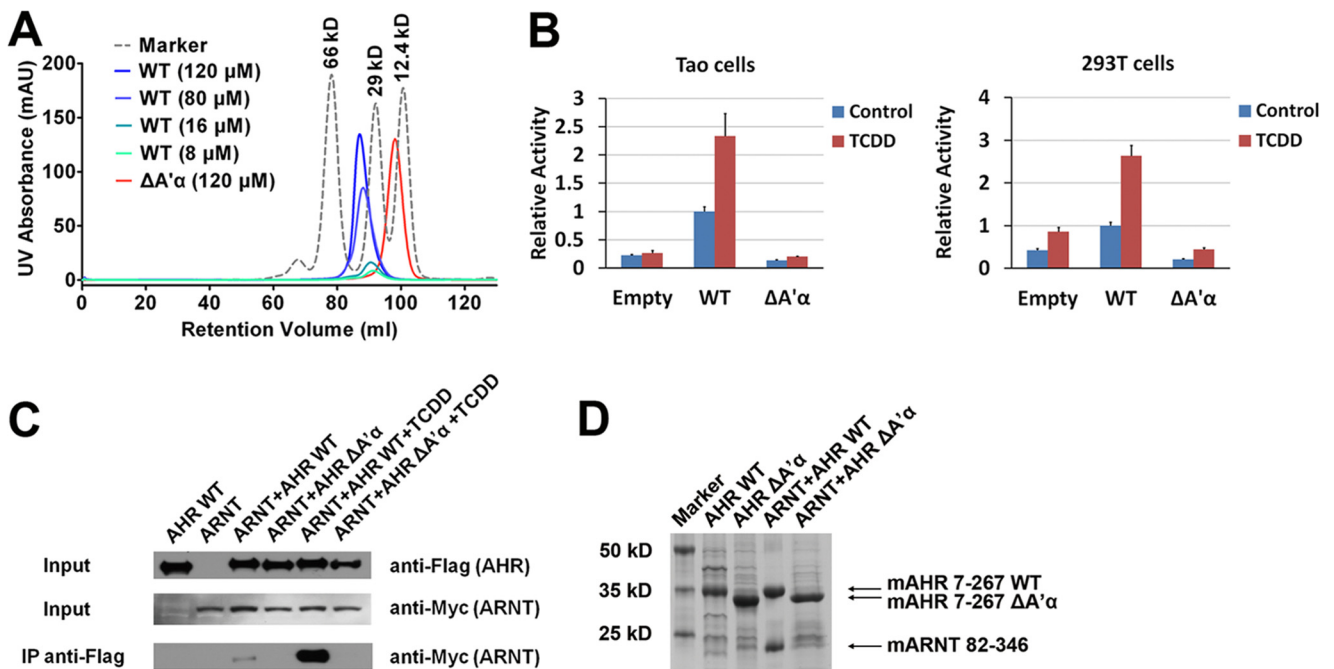 A
Marker
WT (120 µM)
WT (80 µM)
WT (16 µM)
WT (8 µM)
ΔA'α (120 µM)
66 kD
29 kD
12.4 kD
UV Absorbance (mAU)
200
150
100
50
0
0 20 40 60 80 100 120
Retention Volume (ml)
B
Tao cells
Relative Activity
3
2.5
2
1.5
1
0.5
0
Empty WT ΔA'α
Control
TCDD
293T cells
Relative Activity
4
3
2
1
0
Empty WT ΔA'α
Control
TCDD
C
AHR WT
ARNT
ARNT+AHR WT
ARNT+AHR ΔA'α
ARNT+AHR WT+TCDD
ARNT+AHR ΔA'α +TCDD
Input anti-Flag (AHR)
Input anti-Myc (ARNT)
IP anti-Flag anti-Myc (ARNT)
D
Marker
AHR WT
AHR ΔA'α
ARNT+AHR WT
ARNT+AHR ΔA'α
50 kD
35 kD
25 kD
mAHR 7-267 WT
mAHR 7-267 ΔA'α
mARNT 82-346